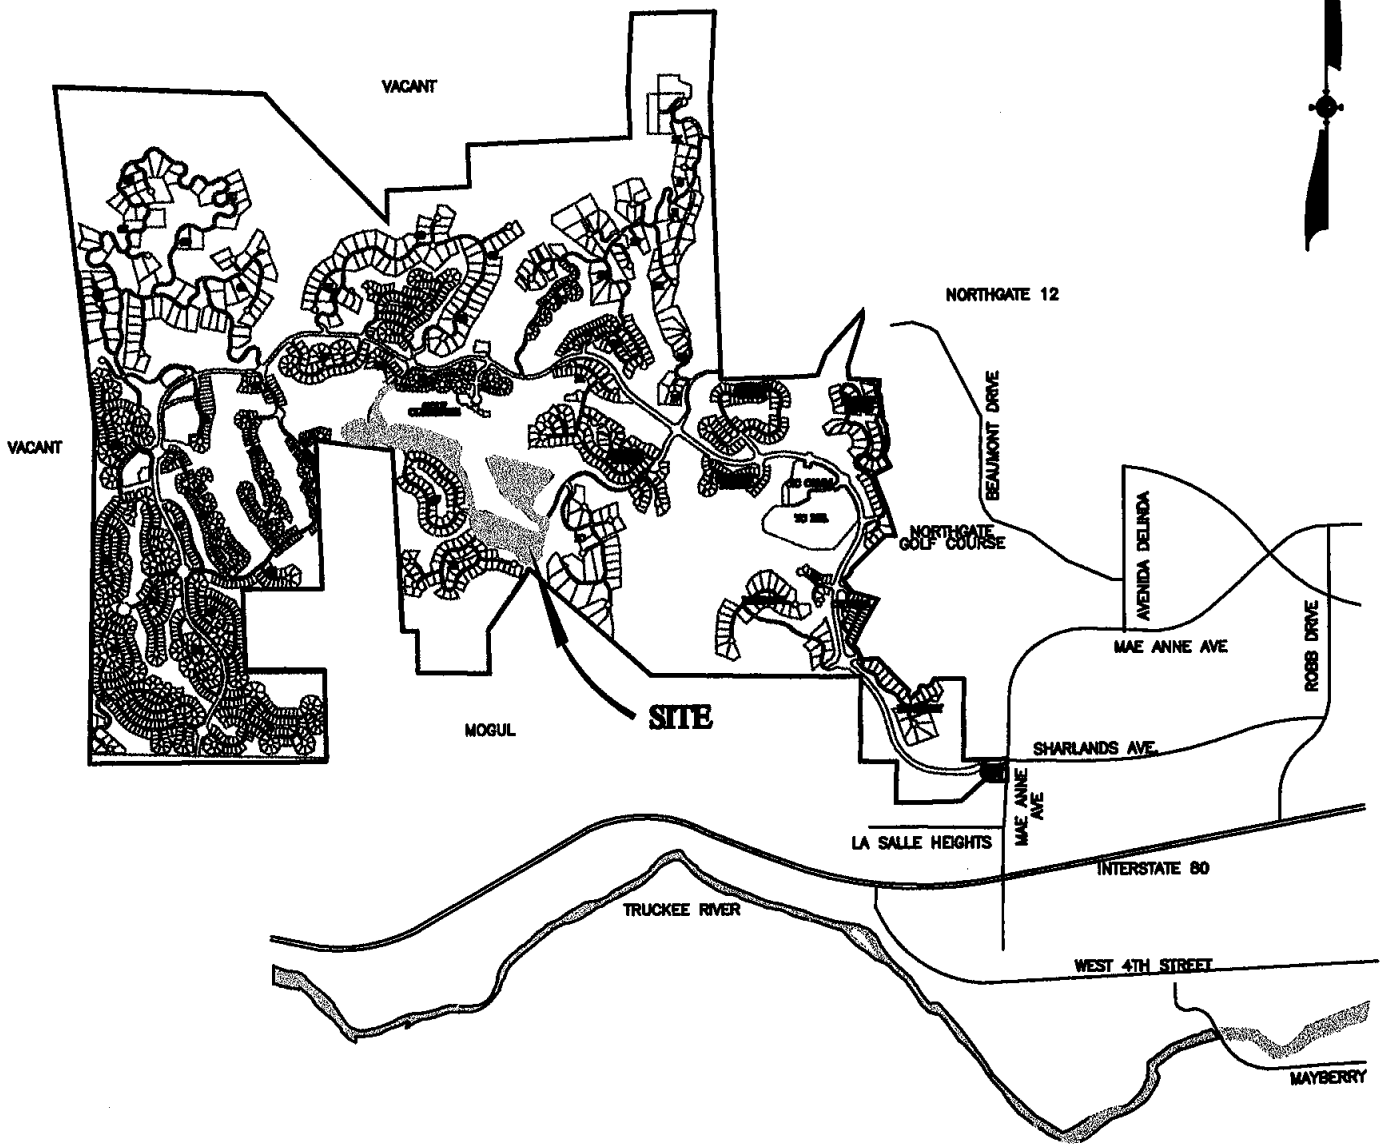 VACANT
NORTHGATE 12
BEAUMONT DRIVE
VACANT
AVENIDA DELINDA
NORTHGATE
GOLF COURSE
ROBB DRIVE
MAE ANNE AVE
SITE
MOGUL
SHARLANDS AVE.
MAE ANNE
AVE
LA SALLE HEIGHTS
INTERSTATE 80
TRUCKEE RIVER
WEST 4TH STREET
MAYBERRY